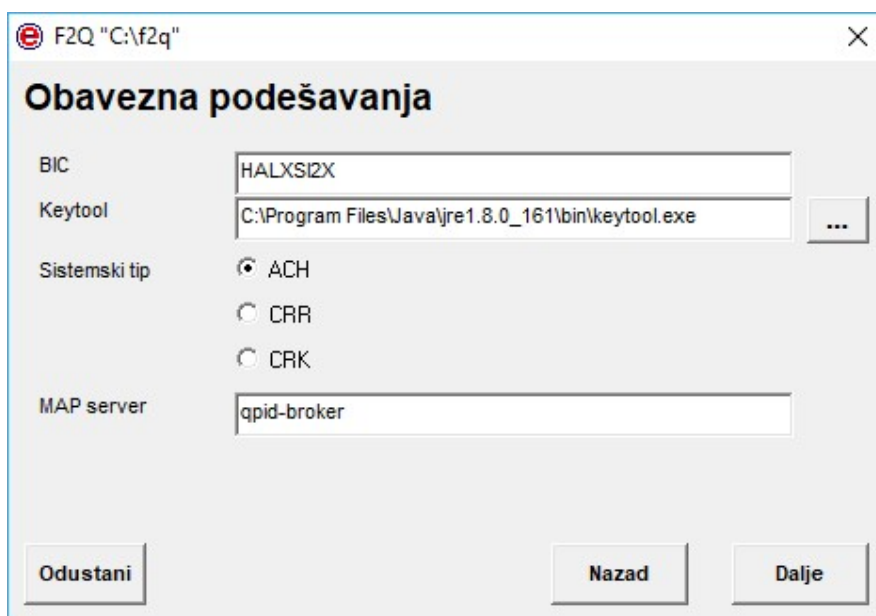 F2Q "C:\f2q"
Obavezna podešavanja
BIC HALXSI2X
Keytool C:\Program Files\Java\jre1.8.0_161\bin\keytool.exe ...
Sistemski tip ACH
CRR
CRK
MAP server qpid-broker
Odustani Nazad Dalje